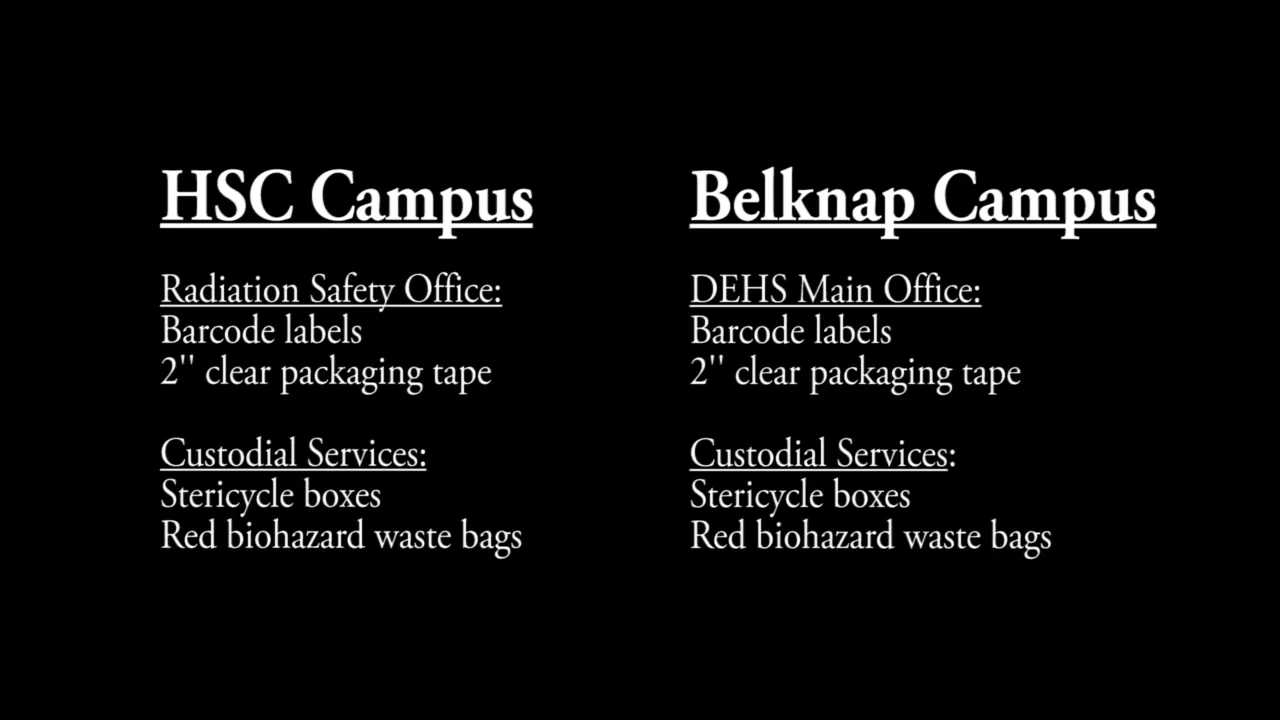 HSC Campus
Radiation Safety Office:
Barcode labels
2'' clear packaging tape
Custodial Services:
Stericycle boxes
Red biohazard waste bags
Belknap Campus
DEHS Main Office:
Barcode labels
2'' clear packaging tape
Custodial Services:
Stericycle boxes
Red biohazard waste bags